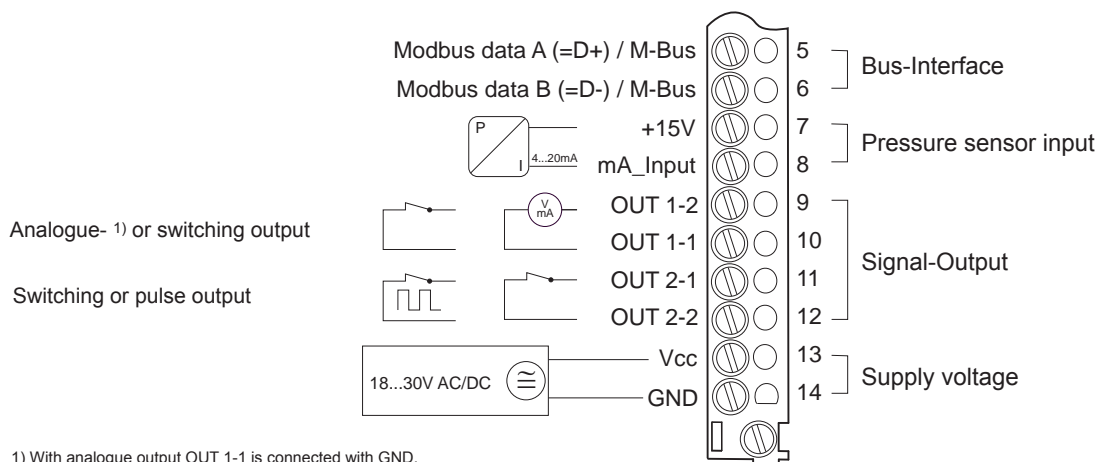 Modbus data A (=D+) / M-Bus 5
Bus-Interface
Modbus data B (=D-) / M-Bus 6
P
I
4...20mA
+15V 7
Pressure sensor input
mA_Input 8
Analogue- 1) or switching output
V
mA
OUT 1-2 9
OUT 1-1 10
Signal-Output
Switching or pulse output
OUT 2-1 11
OUT 2-2 12
18...30V AC/DC
Vcc 13
Supply voltage
GND 14
1) With analogue output OUT 1-1 is connected with GND.